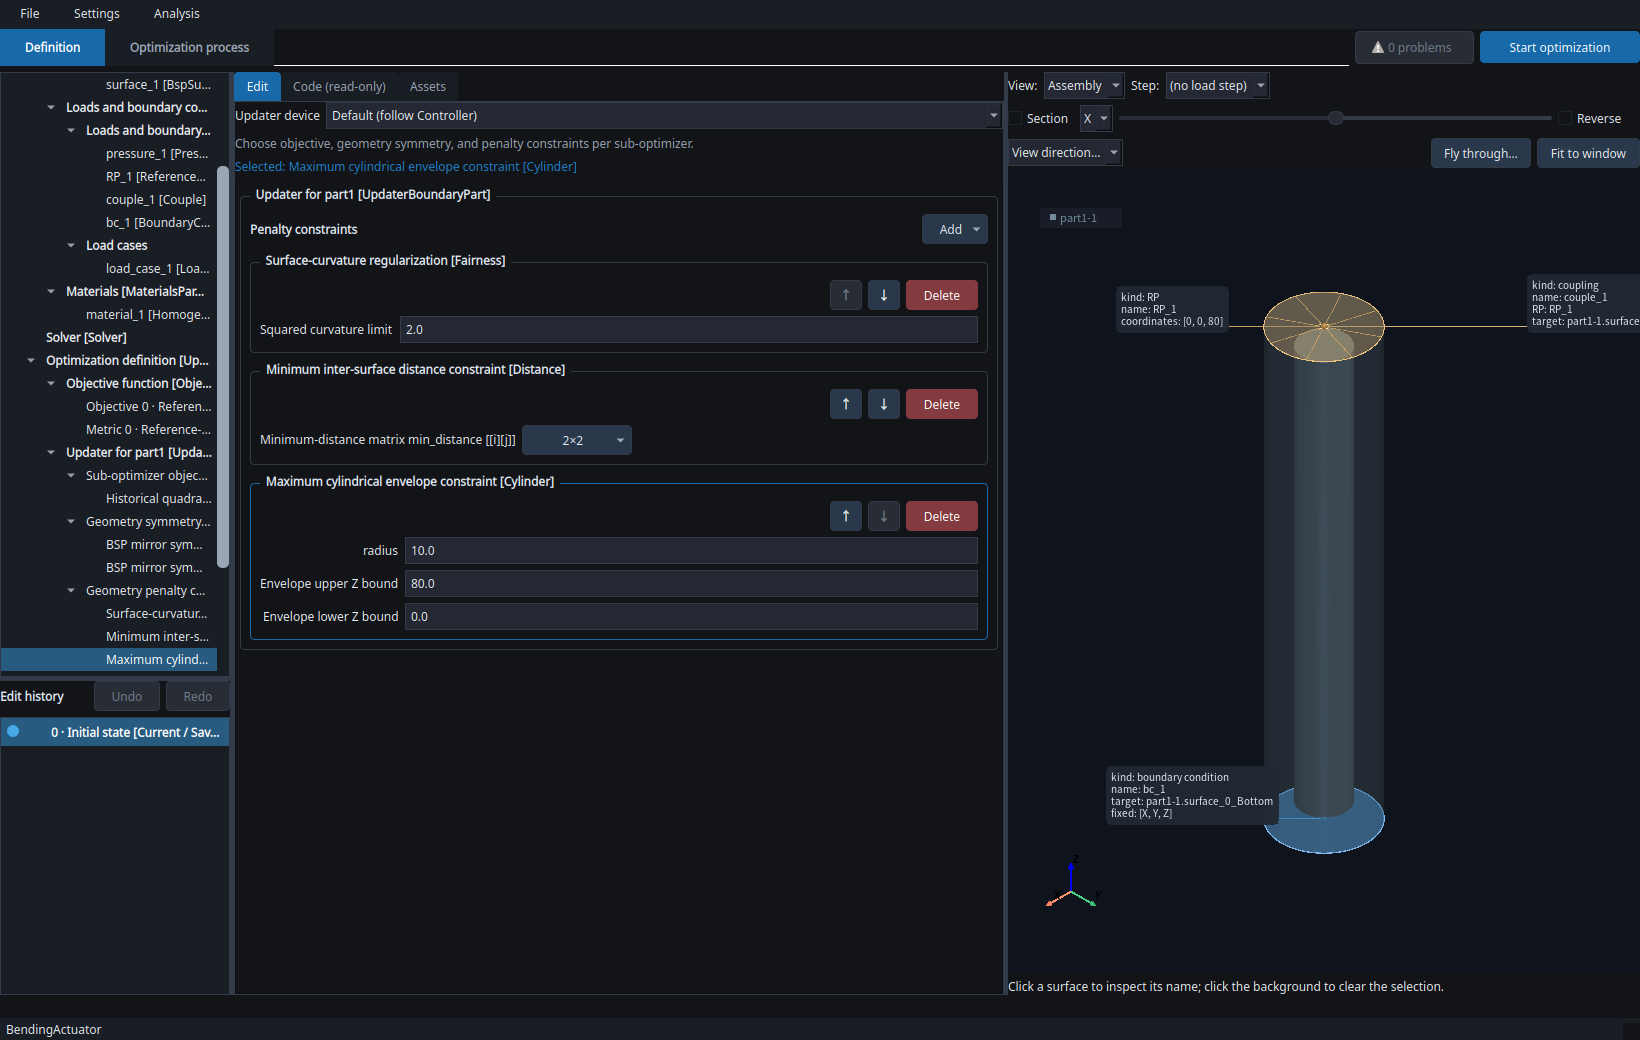 File Settings Analysis
Definition Optimization process
0 problems Start optimization
surface_1 [BspSu...
Loads and boundary co...
Loads and boundary...
pressure_1 [Pres...
RP_1 [Reference...
couple_1 [Couple]
bc_1 [BoundaryC...
Load cases
load_case_1 [Loa...
Materials [MaterialsPar...
material_1 [Homoge...
Solver [Solver]
Optimization definition [Up...
Objective function [Obje...
Objective 0 · Referen...
Metric 0 · Reference-...
Updater for part1 [Upda...
Sub-optimizer objec...
Historical quadra...
Geometry symmetry...
BSP mirror sym...
BSP mirror sym...
Geometry penalty c...
Surface-curvatur...
Minimum inter-s...
Maximum cylind...
Edit history Undo Redo
0 · Initial state [Current / Sav...
Edit Code (read-only) Assets
Updater device Default (follow Controller)
Choose objective, geometry symmetry, and penalty constraints per sub-optimizer.
Selected: Maximum cylindrical envelope constraint [Cylinder]
Updater for part1 [UpdaterBoundaryPart]
Penalty constraints Add
Surface-curvature regularization [Fairness]
↑ ↓ Delete
Squared curvature limit 2.0
Minimum inter-surface distance constraint [Distance]
↑ ↓ Delete
Minimum-distance matrix min_distance [[i][j]] 2×2
Maximum cylindrical envelope constraint [Cylinder]
↑ ↓ Delete
radius 10.0
Envelope upper Z bound 80.0
Envelope lower Z bound 0.0
View: Assembly Step: (no load step)
Section X Reverse
View direction... Fly through... Fit to window
part1-1
kind: RP
name: RP_1
coordinates: [0, 0, 80]
kind: coupling
name: couple_1
RP: RP_1
target: part1-1.surface
kind: boundary condition
name: bc_1
target: part1-1.surface_0_Bottom
fixed: [X, Y, Z]
Z
Y
Click a surface to inspect its name; click the background to clear the selection.
BendingActuator